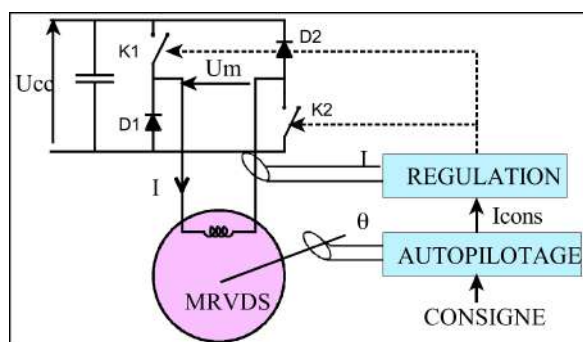 D2
K1
Um
Ucc
K2
D1
I
I
REGULATION
Icons
θ
AUTOPILOTAGE
MRVDS
CONSIGNE